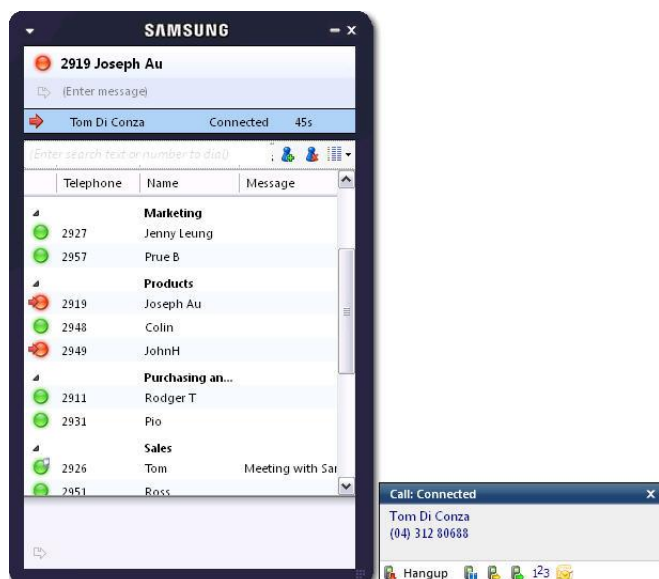 SAMSUNG
2919 Joseph Au
(Enter message)
Tom Di Conza Connected 45s
(Enter search text or number to dial)
Telephone Name Message
Marketing
2927 Jenny Leung
2957 Prue B
Products
2919 Joseph Au
2948 Colin
2949 JohnH
Purchasing an...
2911 Rodger T
2931 Pio
Sales
2926 Tom Meeting with Sar
2951 Ross
Call: Connected X
Tom Di Conza
(04) 312 80688
Hangup 123